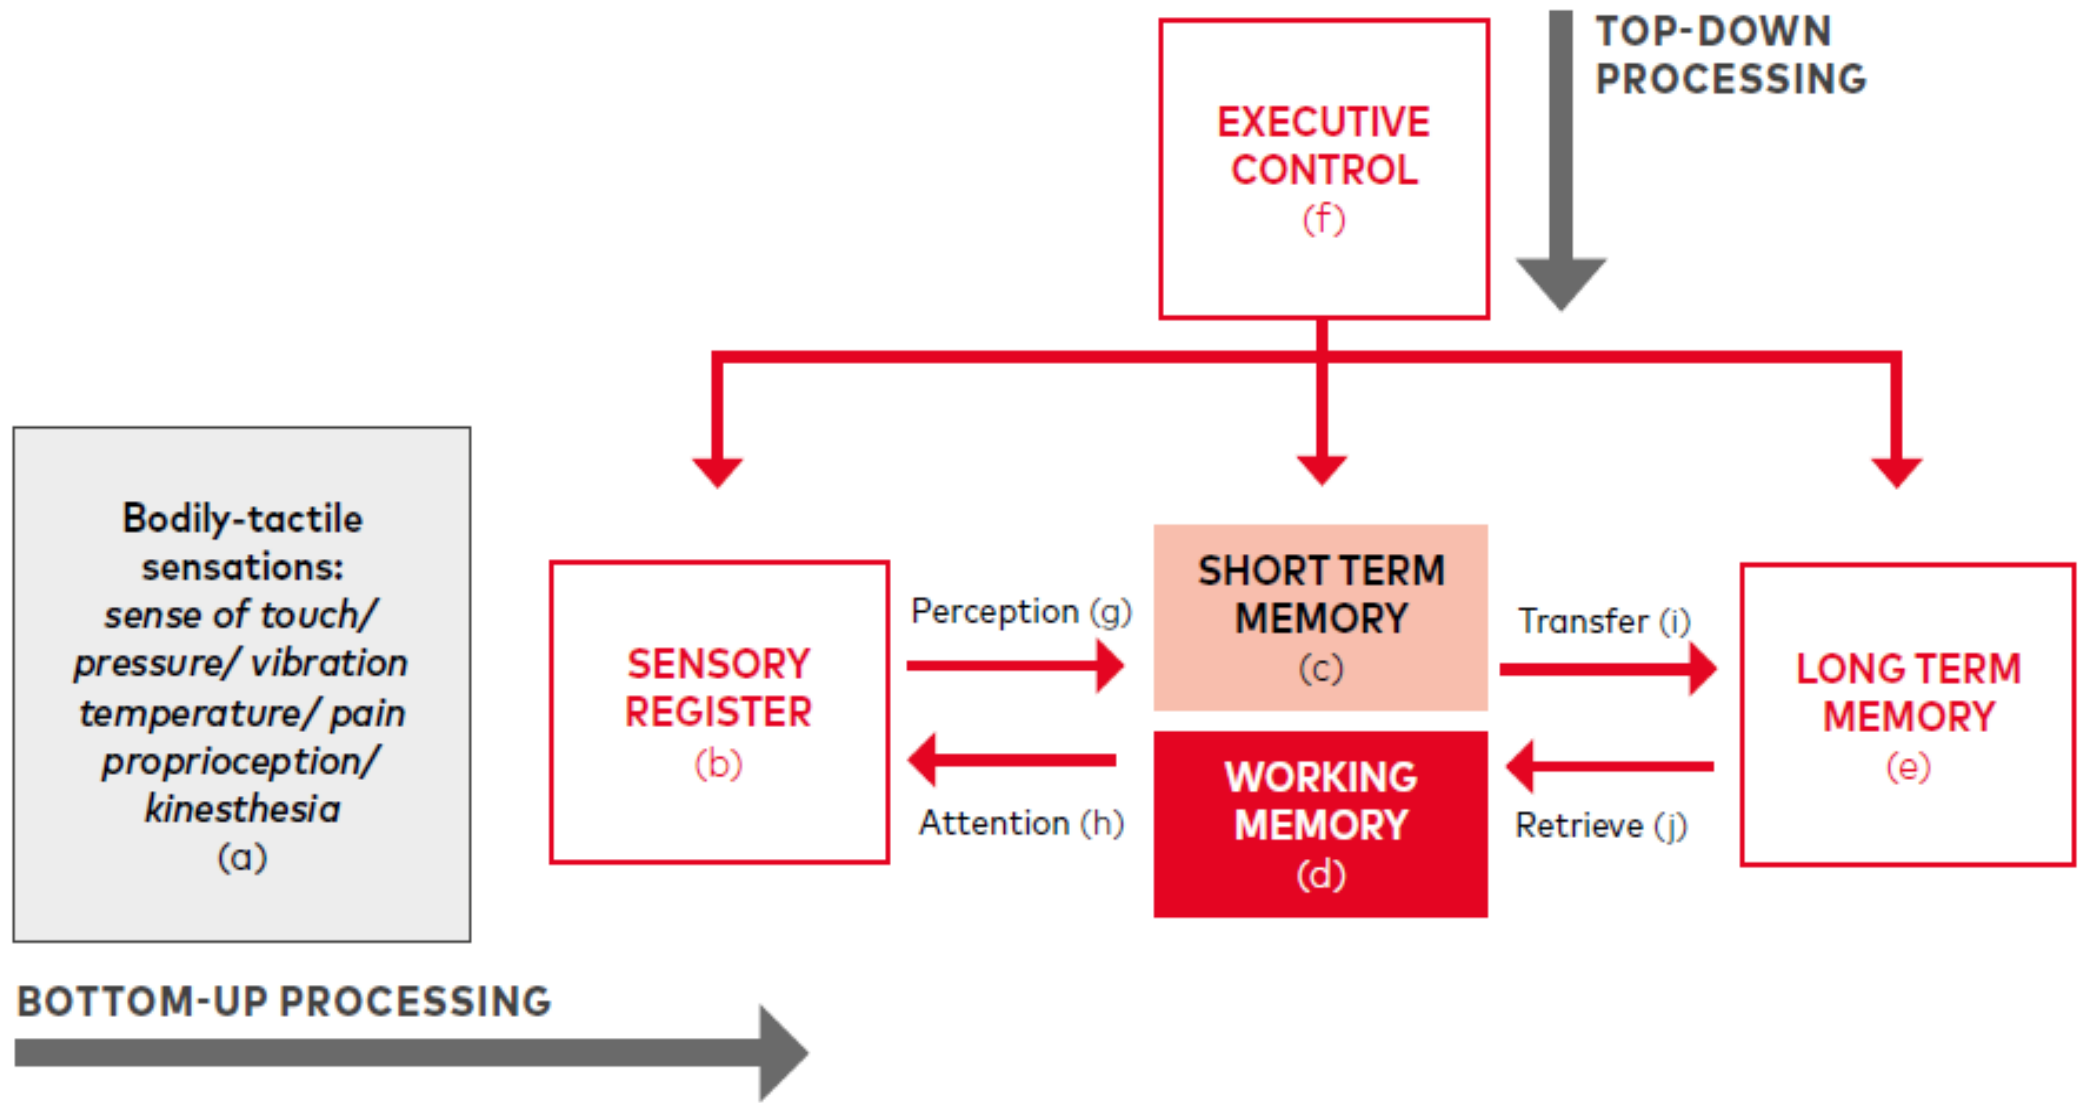 TOP-DOWN
PROCESSING
EXECUTIVE
CONTROL
(f)
Bodily-tactile
sensations:
sense of touch/
pressure/ vibration
temperature/ pain
proprioception/
kinesthesia
(a)
SENSORY
REGISTER
(b)
Perception (g)
Attention (h)
SHORT TERM
MEMORY
(c)
WORKING
MEMORY
(d)
Transfer (i)
Retrieve (j)
LONG TERM
MEMORY
(e)
BOTTOM-UP PROCESSING